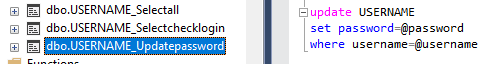 dbo.USERNAME_Selectall
dbo.USERNAME_Selectchecklogin
dbo.USERNAME_Updatepassword
Functions
update USERNAME
set password=@password
where username=@username